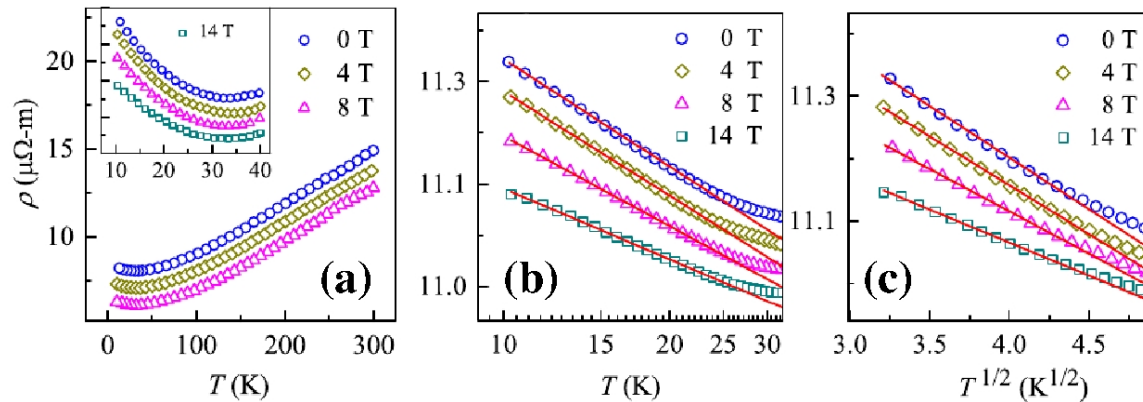 14 T
0 T
4 T
8 T
20
15
10
ρ (μΩ-m)
10 20 30 40
(a)
0 100 200 300
T (K)
0 T
4 T
8 T
14 T
11.3
11.1
11.0
(b)
10 15 20 25 30
T (K)
0 T
4 T
8 T
14 T
11.3
11.1
(c)
3.0 3.5 4.0 4.5
T 1/2 (K1/2)